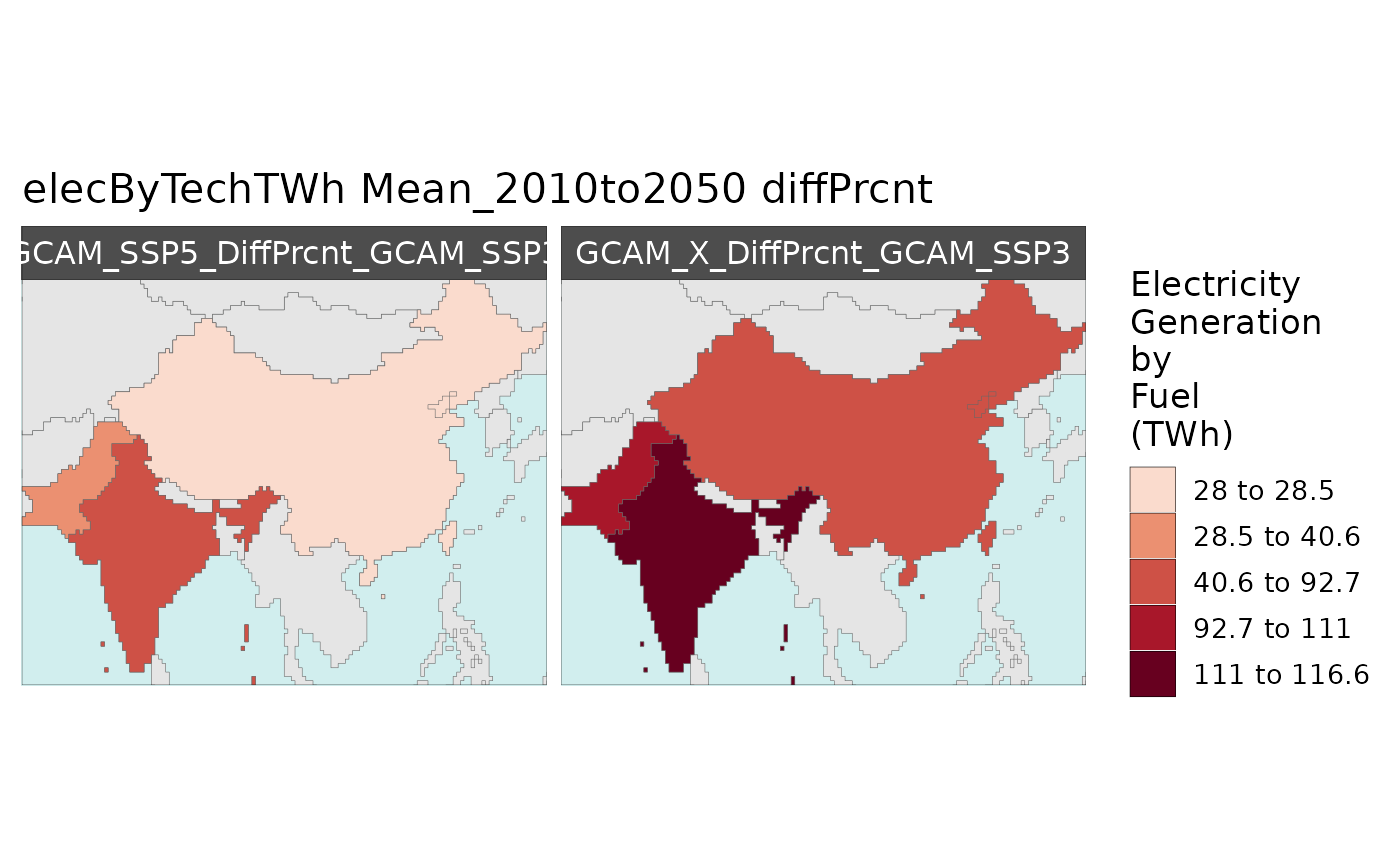 elecByTechTWh Mean_2010to2050 diffPrcnt
GCAM_SSP5_DiffPrcnt_GCAM_SSP3
GCAM_X_DiffPrcnt_GCAM_SSP3
Electricity
Generation
by
Fuel
(TWh)
28 to 28.5
28.5 to 40.6
40.6 to 92.7
92.7 to 111
111 to 116.6